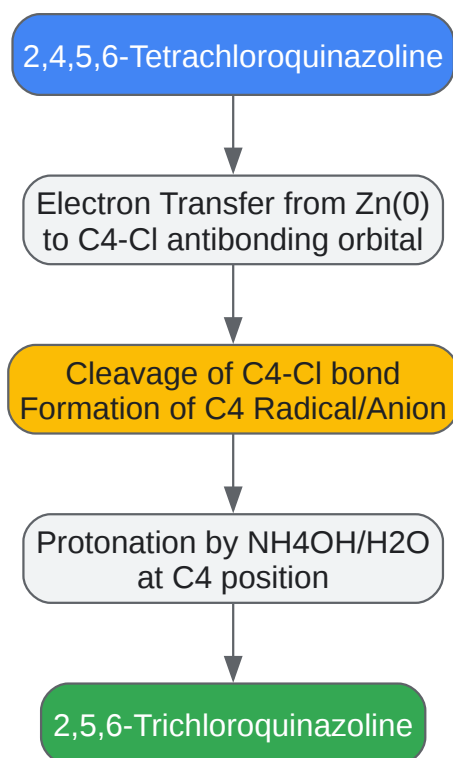 2,4,5,6-Tetrachloroquinazoline
Electron Transfer from Zn(0)
to C4-Cl antibonding orbital
Cleavage of C4-Cl bond
Formation of C4 Radical/Anion
Protonation by NH4OH/H2O
at C4 position
2,5,6-Trichloroquinazoline